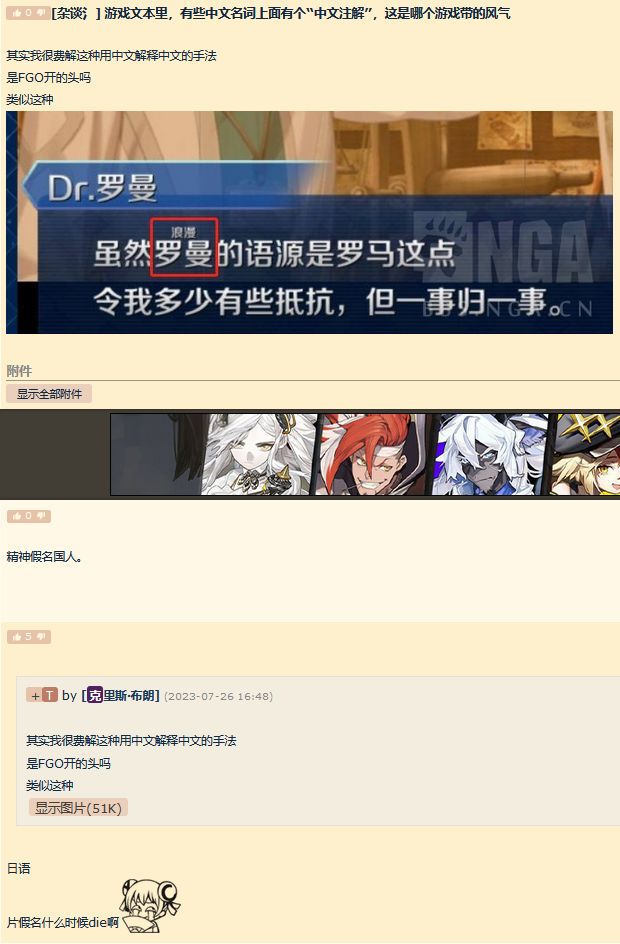 0
[杂谈氵] 游戏文本里，有些中文名词上面有个“中文注解”，这是哪个游戏带的风气
其实我很费解这种用中文解释中文的手法
是FGO开的头吗
类似这种
Dr.罗曼
浪漫
虽然罗曼的语源是罗马这点
令我多少有些抵抗，但一事归一事。
NGA
BBS.NGA.CN
附件
显示全部附件
0
精神假名国人。
5
+ T by [克里斯·布朗] (2023-07-26 16:48)
其实我很费解这种用中文解释中文的手法
是FGO开的头吗
类似这种
显示图片(51K)
日语
片假名什么时候die啊